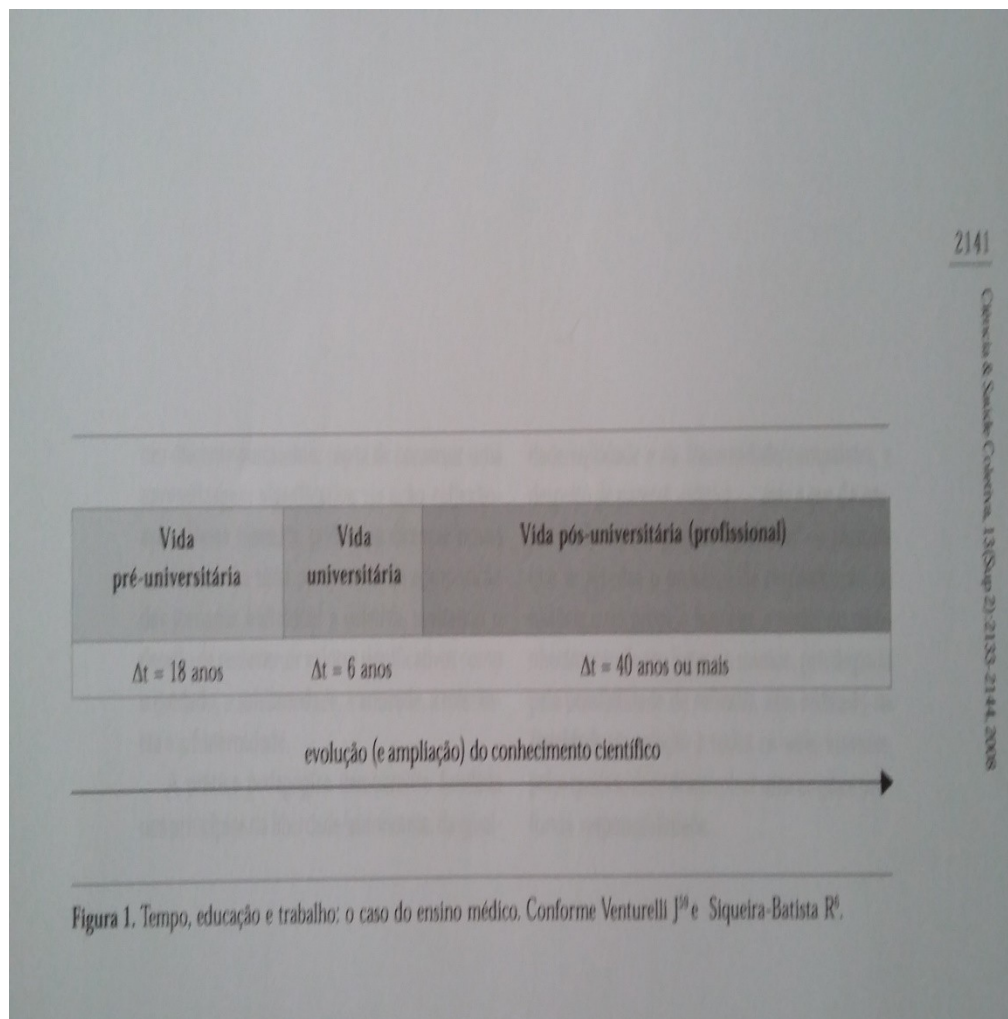 2141
Ciência & Saúde Coletiva, 13(Sup 2):2133-2144, 2008
Vida
pré-universitária
Vida
universitária
Vida pós-universitária (profissional)
Δt = 18 anos
Δt = 6 anos
Δt = 40 anos ou mais
evolução (e ampliação) do conhecimento científico
Figura 1. Tempo, educação e trabalho: o caso do ensino médico. Conforme Venturelli J⁵⁹ e Siqueira-Batista R⁶.